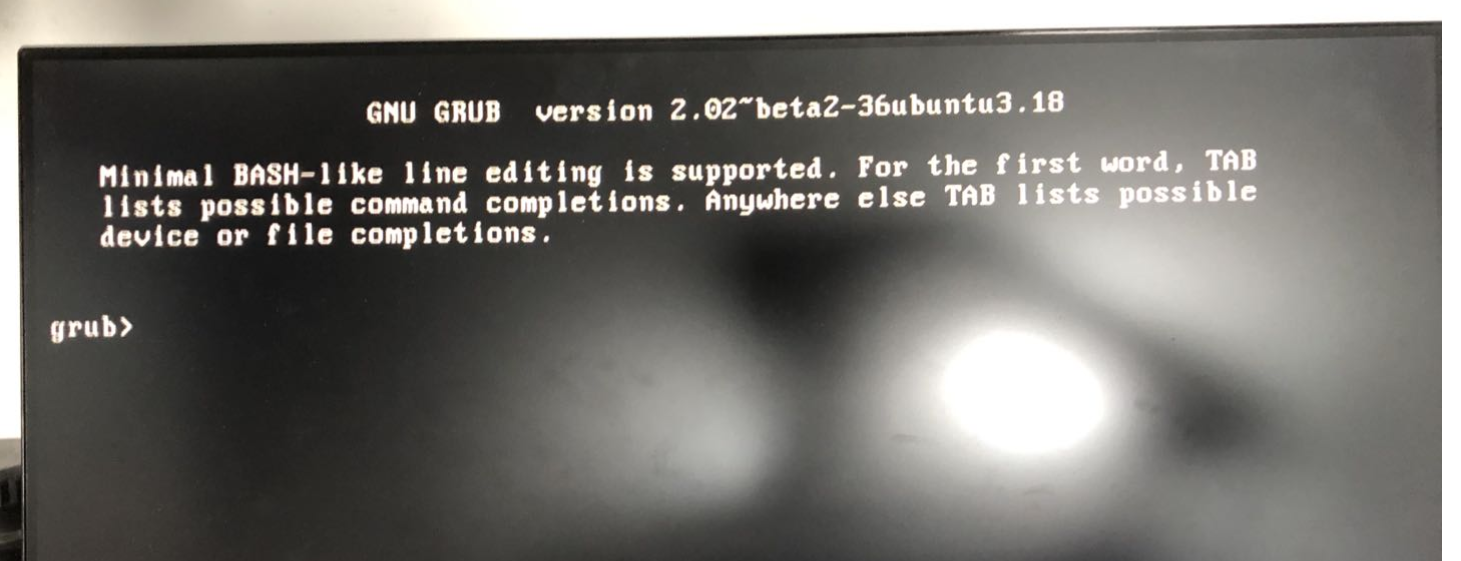 GNU GRUB version 2.02~beta2-36ubuntu3.18
Minimal BASH-like line editing is supported. For the first word, TAB
lists possible command completions. Anywhere else TAB lists possible
device or file completions.
grub>